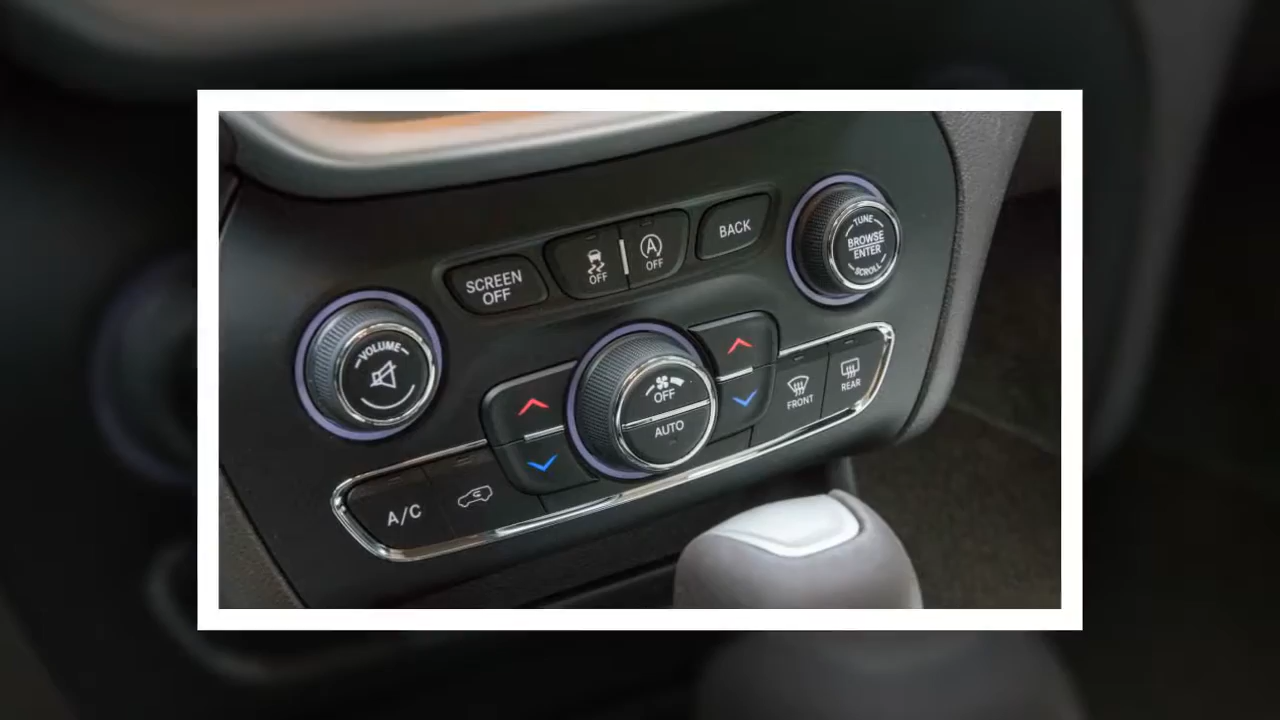 SCREEN
OFF
OFF
A
OFF
BACK
TUNE
BROWSE
ENTER
SCROLL
VOLUME
OFF
AUTO
FRONT
REAR
A/C